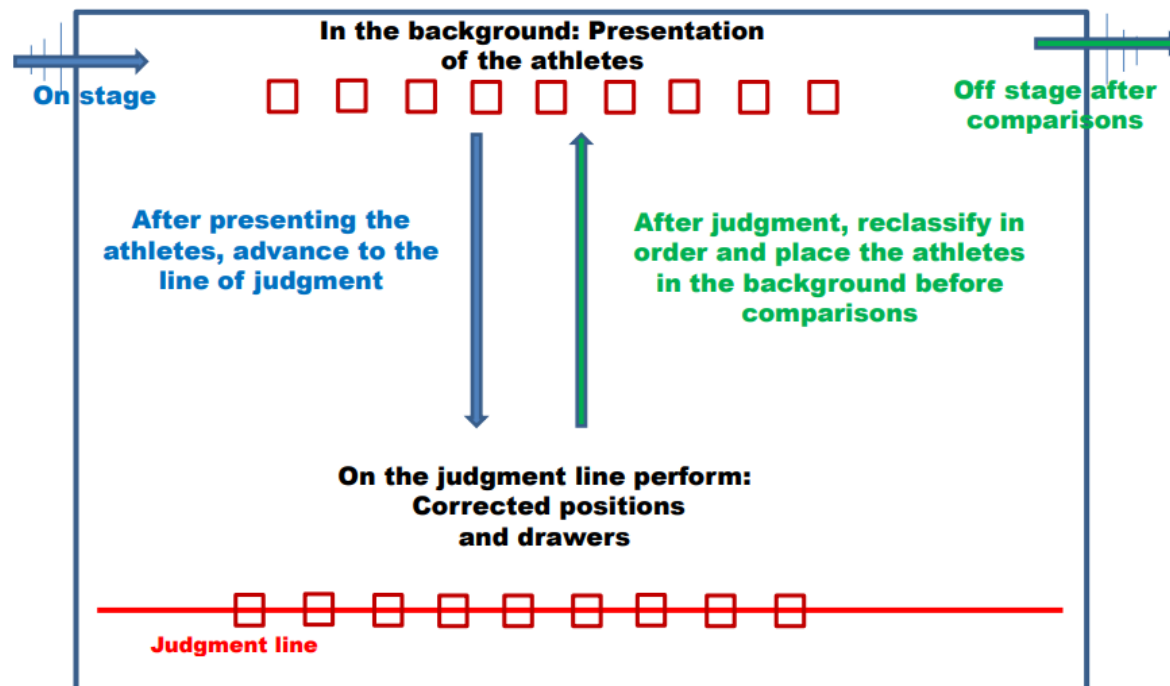 In the background: Presentation
of the athletes
On stage
Off stage after
comparisons
After presenting the
athletes, advance to the
line of judgment
After judgment, reclassify in
order and place the athletes
in the background before
comparisons
On the judgment line perform:
Corrected positions
and drawers
Judgment line